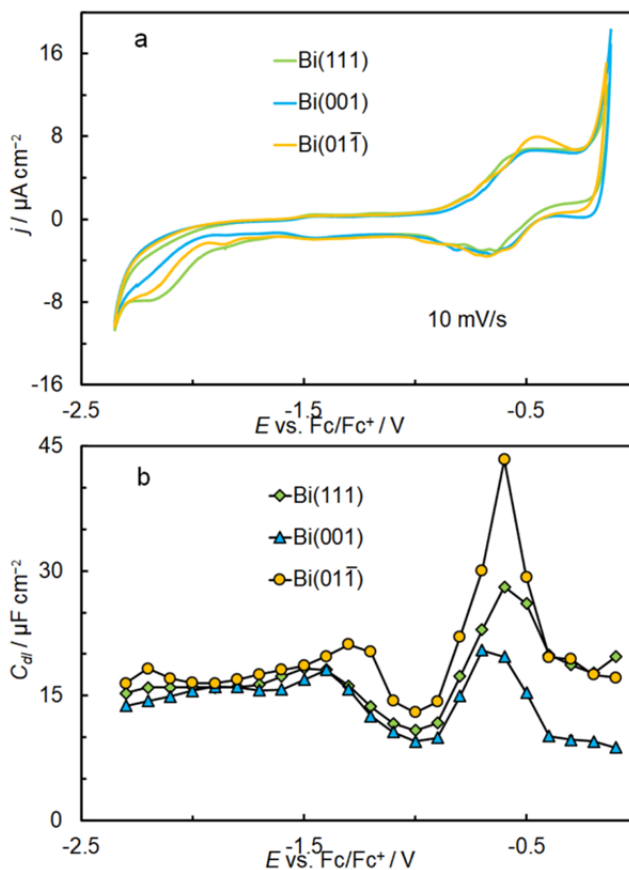 a
16
Bi(111)
Bi(001)
Bi(011̅)
8
0
-8
-16
j / µA cm⁻²
10 mV/s
-2.5
-1.5
-0.5
E vs. Fc/Fc⁺ / V
b
45
Bi(111)
Bi(001)
Bi(011̅)
30
15
0
C_dl / µF cm⁻²
-2.5
-1.5
-0.5
E vs. Fc/Fc⁺ / V